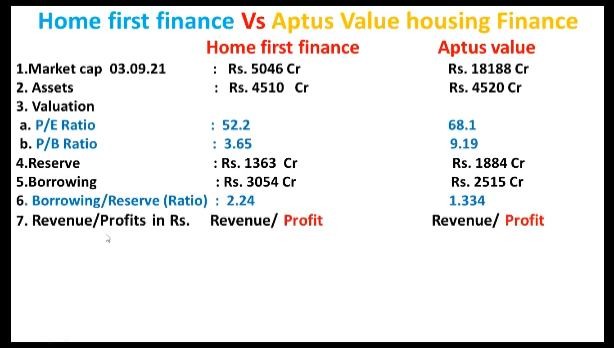 Home first finance Vs Aptus Value housing Finance
Home first finance Aptus value
1.Market cap 03.09.21 : Rs. 5046 Cr Rs. 18188 Cr
2. Assets : Rs. 4510 Cr Rs. 4520 Cr
3. Valuation
a. P/E Ratio : 52.2 68.1
b. P/B Ratio : 3.65 9.19
4.Reserve : Rs. 1363 Cr Rs. 1884 Cr
5.Borrowing : Rs. 3054 Cr Rs. 2515 Cr
6. Borrowing/Reserve (Ratio) : 2.24 1.334
7. Revenue/Profits in Rs. Revenue/ Profit Revenue/ Profit